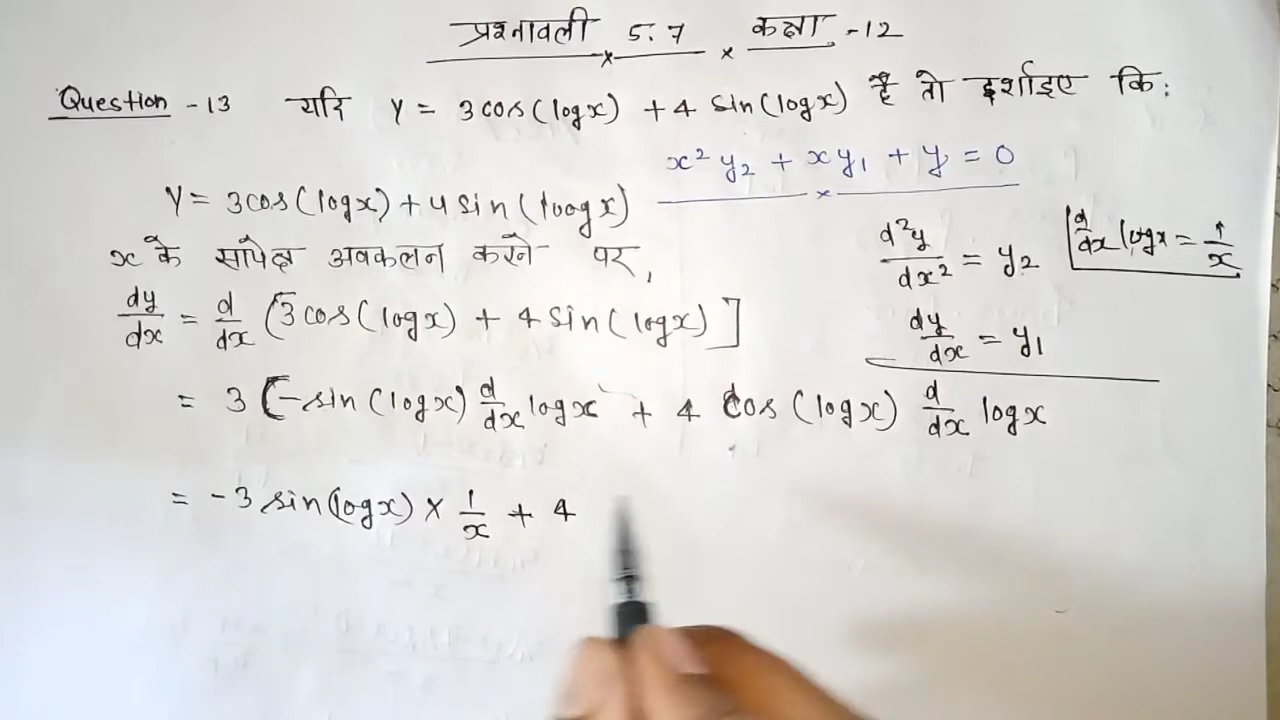 प्रश्नावली 5.7 कक्षा -12
Question -13 यदि y = 3cos(logx) + 4 sin(logx) है तो दर्शाइए कि:
x² y₂ + xy₁ + y = 0
y = 3cos(logx) + 4 sin(logx)
x के सापेक्ष अवकलन करने पर,
d²y/dx² = y₂
d/dx logx = 1/x
dy/dx = d/dx [3cos(logx) + 4 sin(logx)]
dy/dx = y₁
= 3 [-sin(logx) d/dx logx + 4 cos(logx) d/dx logx
= -3 sin(logx) × 1/x + 4